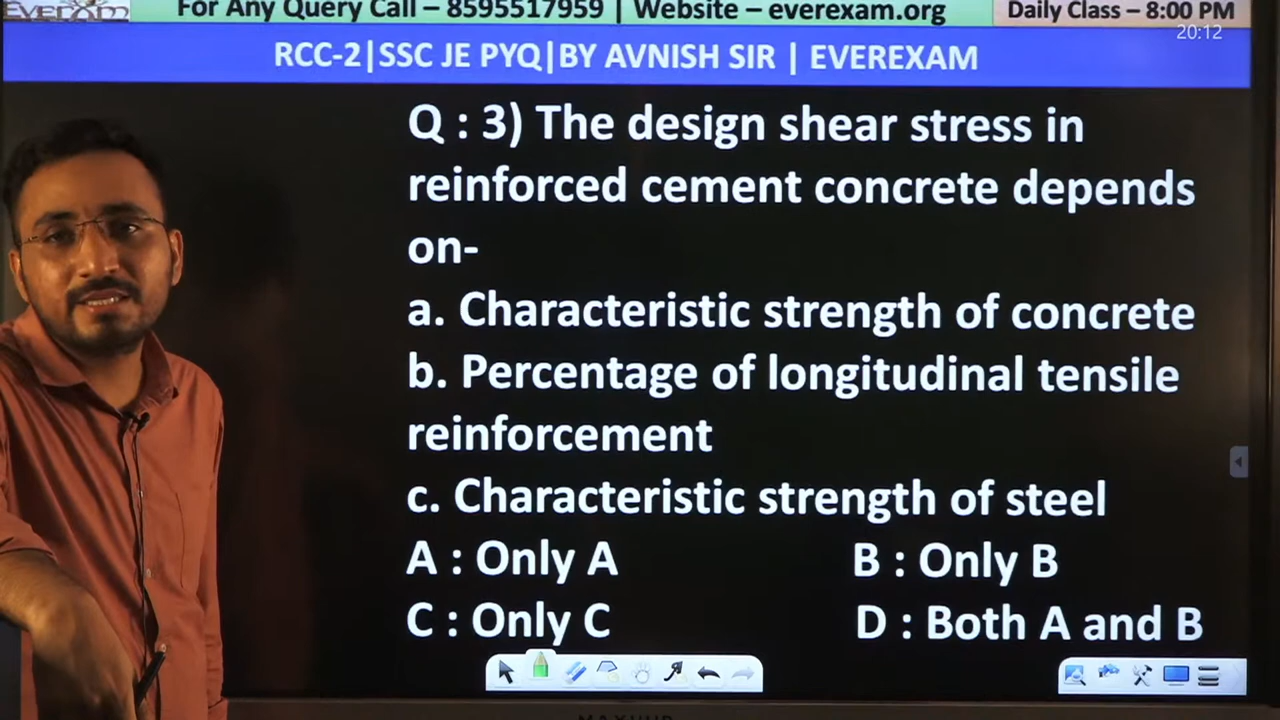 For Any Query Call – 8595517959 | Website – everexam.org
Daily Class – 8:00 PM
20:12
RCC-2|SSC JE PYQ|BY AVNISH SIR | EVEREXAM
Q : 3) The design shear stress in
reinforced cement concrete depends
on-
a. Characteristic strength of concrete
b. Percentage of longitudinal tensile
reinforcement
c. Characteristic strength of steel
A : Only A B : Only B
C : Only C D : Both A and B